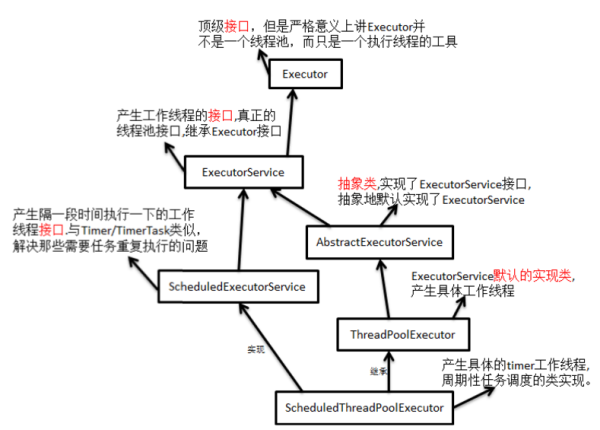 顶级接口，但是严格意义上讲Executor并
不是一个线程池，而只是一个执行线程的工具
Executor
产生工作线程的接口,真正的
线程池接口,继承Executor接口
ExecutorService
抽象类,实现了ExecutorService接口,
抽象地默认实现了ExecutorService
产生隔一段时间执行一下的工作
线程接口.与Timer/TimerTask类似,
解决那些需要任务重复执行的问题
AbstractExecutorService
ExecutorService默认的实现类,
产生具体工作线程
ScheduledExecutorService
ThreadPoolExecutor
实现
继承
产生具体的timer工作线程,
周期性任务调度的类实现。
ScheduledThreadPoolExecutor